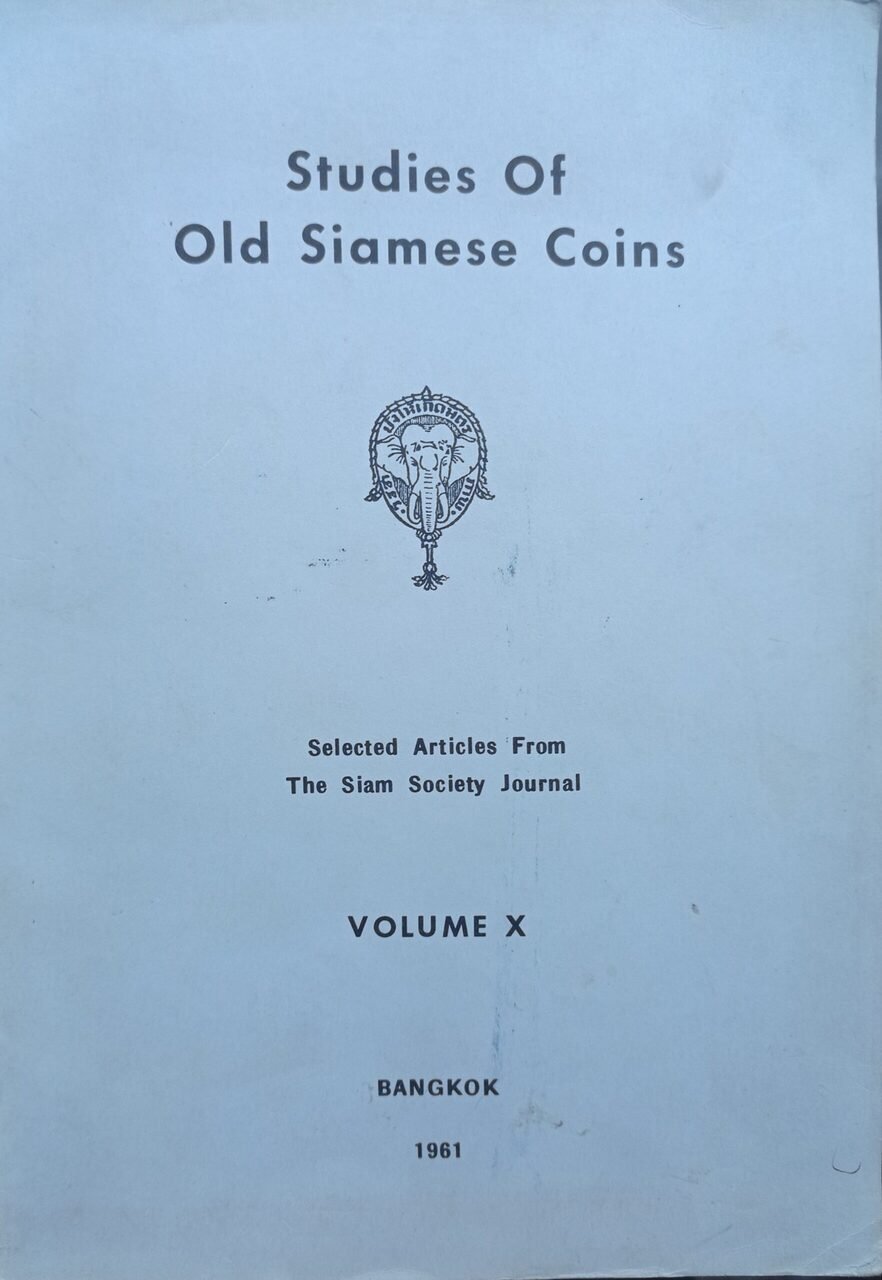 Studies Of
Old Siamese Coins
Selected Articles From
The Siam Society Journal
VOLUME X
BANGKOK
1961